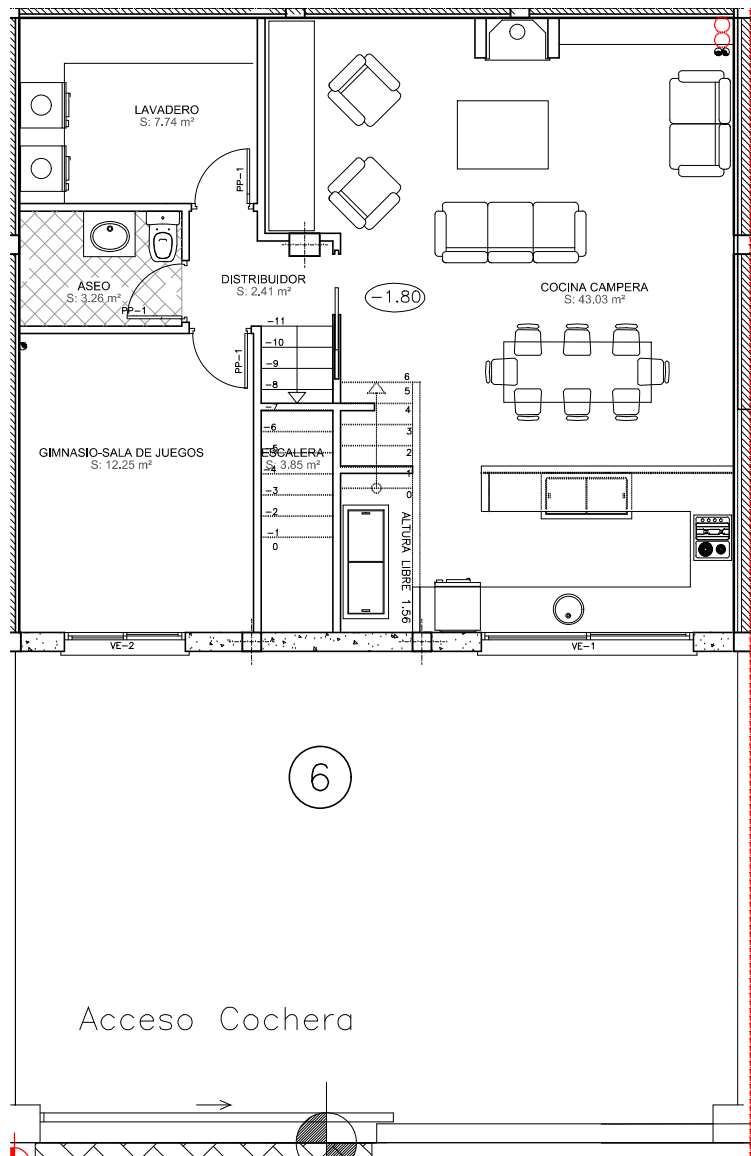 LAVADERO
S: 7.74 m²
PP-1
ASEO
S: 3.26 m²
PP-1
DISTRIBUIDOR
S: 2.41 m²
-1.80
COCINA CAMPERA
S: 43.03 m²
PP-1
-11
-10
-9
-8
-7
-6
-5
-4
-3
-2
-1
0
6
5
4
3
2
1
0
GIMNASIO-SALA DE JUEGOS
S: 12.25 m²
ESCALERA
S: 3.85 m²
ALTURA LIBRE 1.56
VE-2
VE-1
6
Acceso Cochera